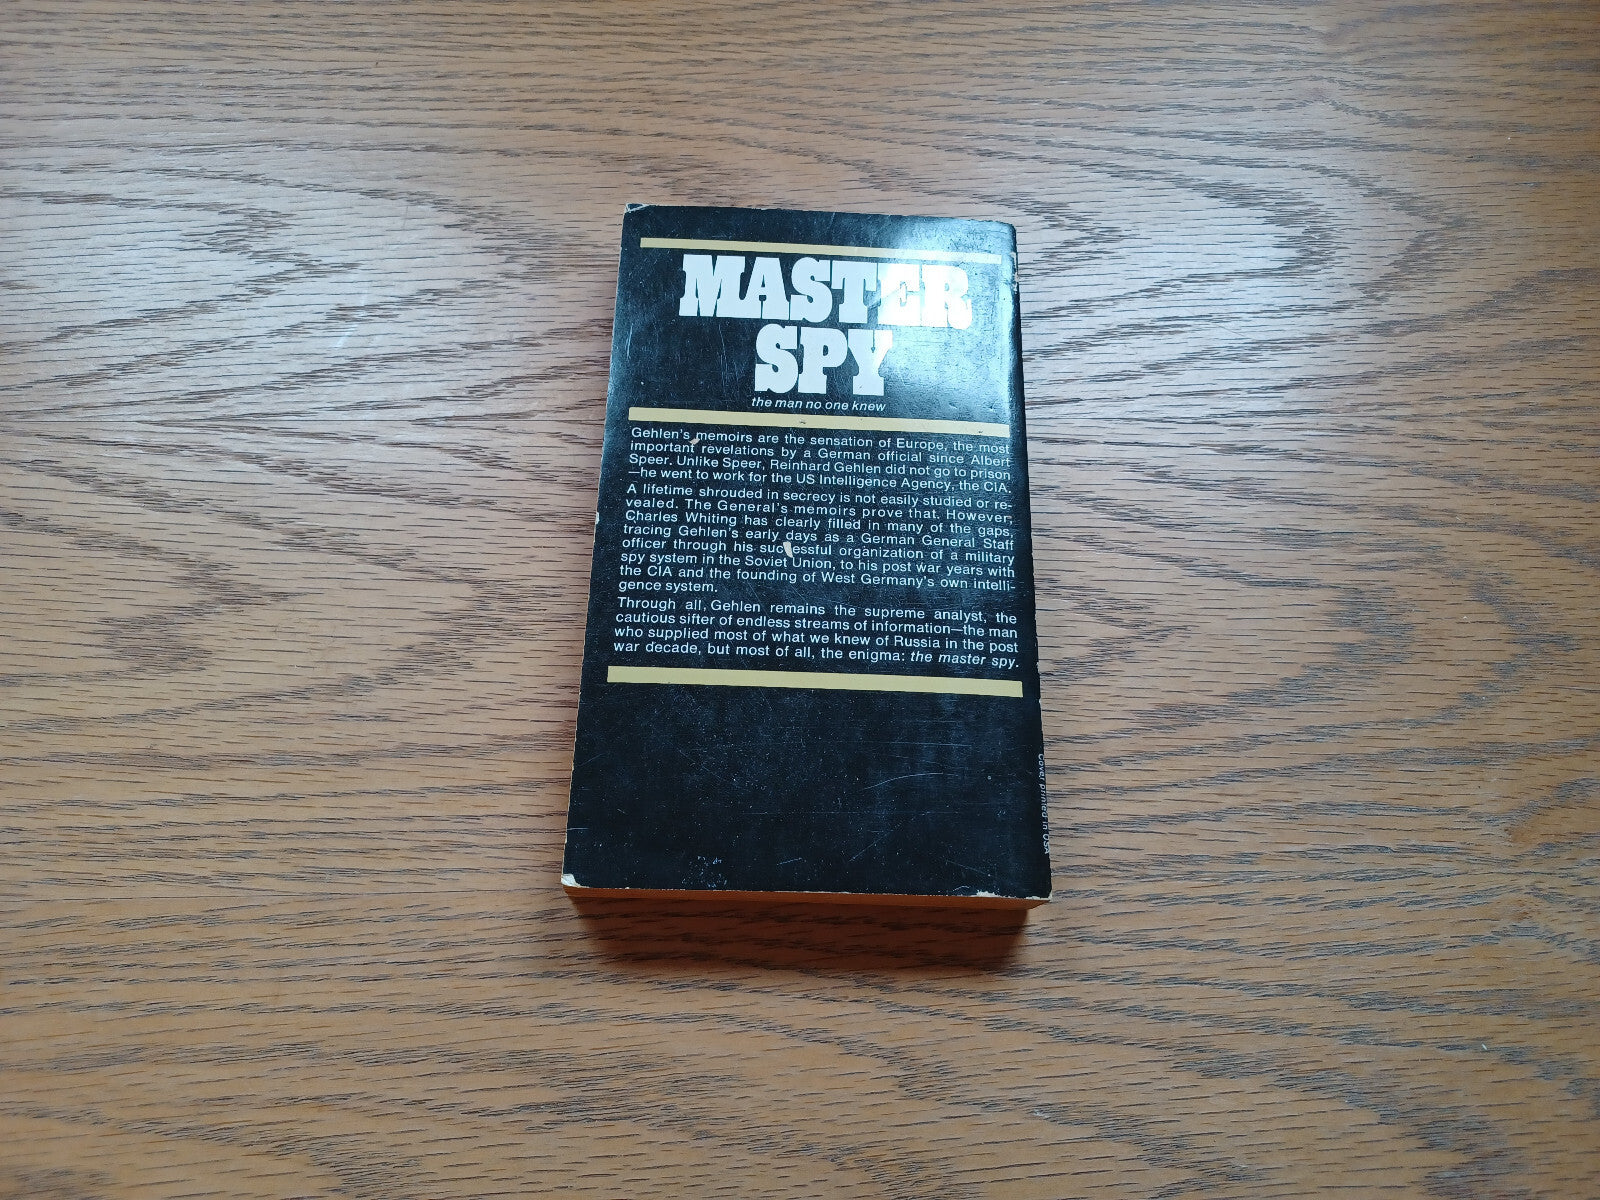 MASTER
SPY
the man no one knew
Gehlen's memoirs are the sensation of Europe, the most
important revelations by a German official since Albert
Speer. Unlike Speer, Reinhard Gehlen did not go to prison
—he went to work for the US Intelligence Agency, the CIA.
A lifetime shrouded in secrecy is not easily studied or re-
vealed. The General's memoirs prove that. However,
Charles Whiting has clearly filled in many of the gaps,
tracing Gehlen's early days as a German General Staff
officer through his successful organization of a military
spy system in the Soviet Union, to his post war years with
the CIA and the founding of West Germany's own intelli-
gence system.
Through all, Gehlen remains the supreme analyst, the
cautious sifter of endless streams of information—the man
who supplied most of what we knew of Russia in the post
war decade, but most of all, the enigma: the master spy.
Cover printed in USA